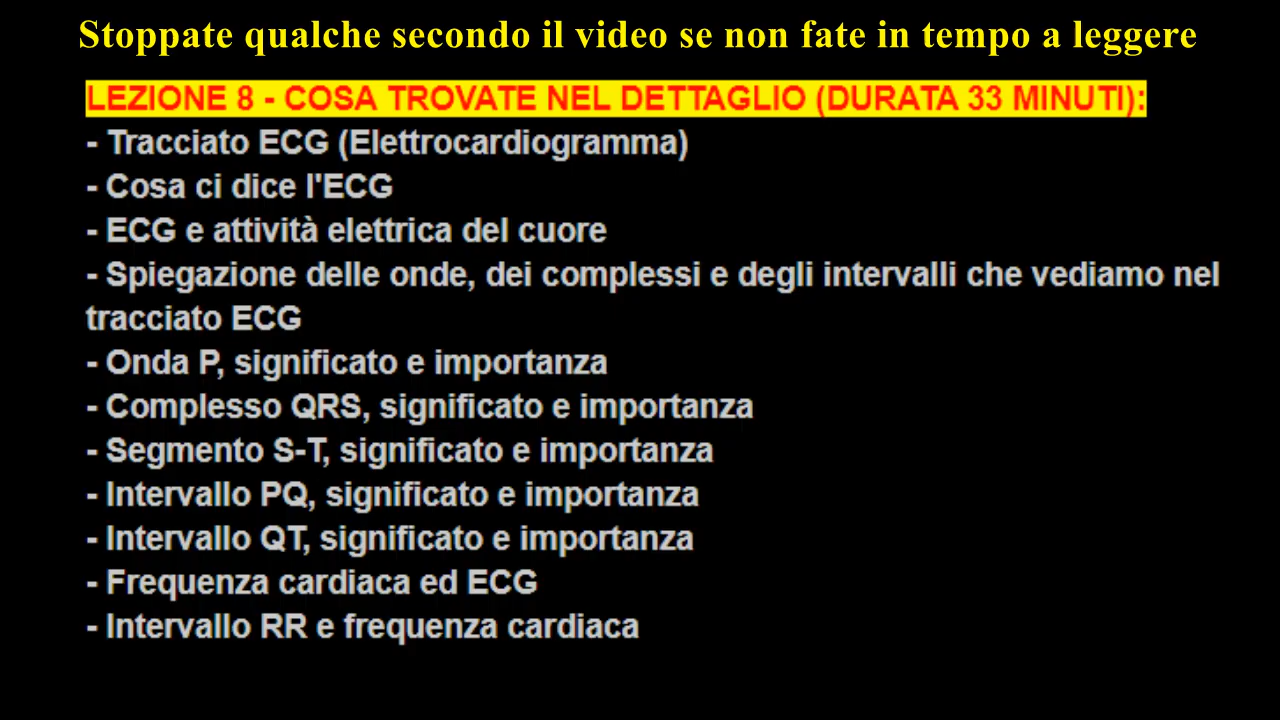 Stoppate qualche secondo il video se non fate in tempo a leggere
LEZIONE 8 - COSA TROVATE NEL DETTAGLIO (DURATA 33 MINUTI):
- Tracciato ECG (Elettrocardiogramma)
- Cosa ci dice l'ECG
- ECG e attività elettrica del cuore
- Spiegazione delle onde, dei complessi e degli intervalli che vediamo nel
tracciato ECG
- Onda P, significato e importanza
- Complesso QRS, significato e importanza
- Segmento S-T, significato e importanza
- Intervallo PQ, significato e importanza
- Intervallo QT, significato e importanza
- Frequenza cardiaca ed ECG
- Intervallo RR e frequenza cardiaca